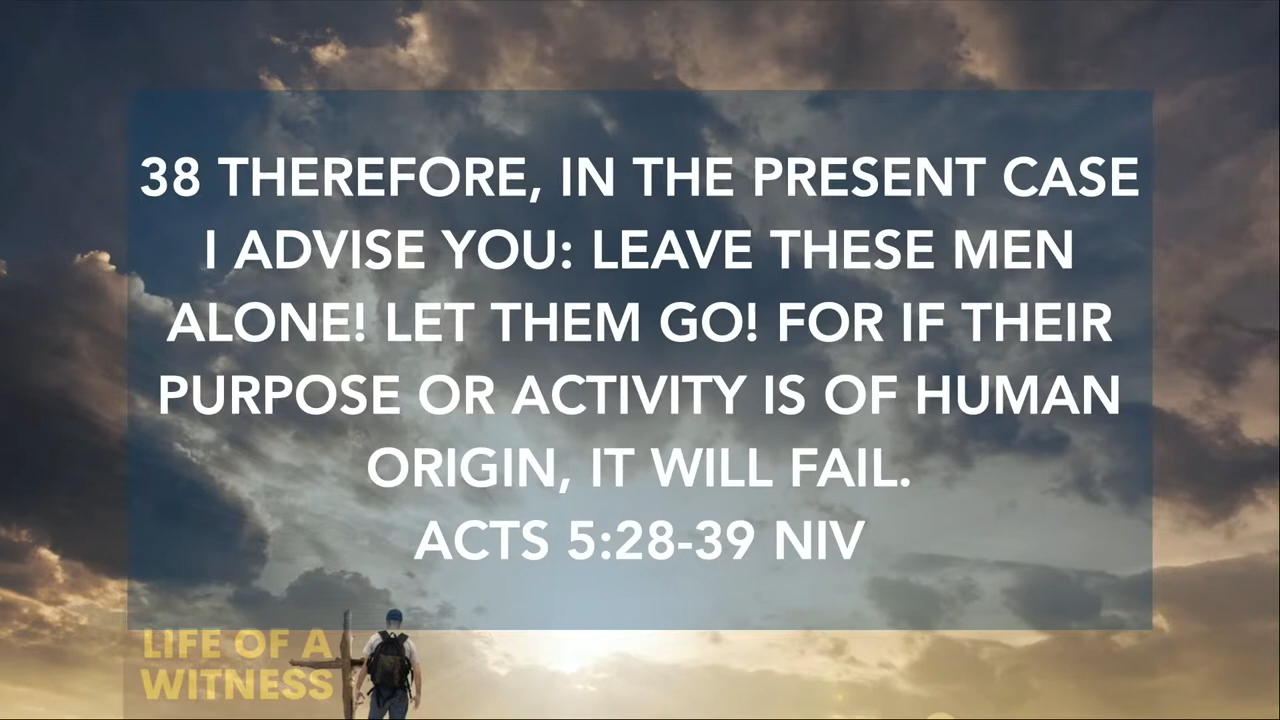 38 THEREFORE, IN THE PRESENT CASE
I ADVISE YOU: LEAVE THESE MEN
ALONE! LET THEM GO! FOR IF THEIR
PURPOSE OR ACTIVITY IS OF HUMAN
ORIGIN, IT WILL FAIL.
ACTS 5:28-39 NIV
LIFE OF A
WITNESS